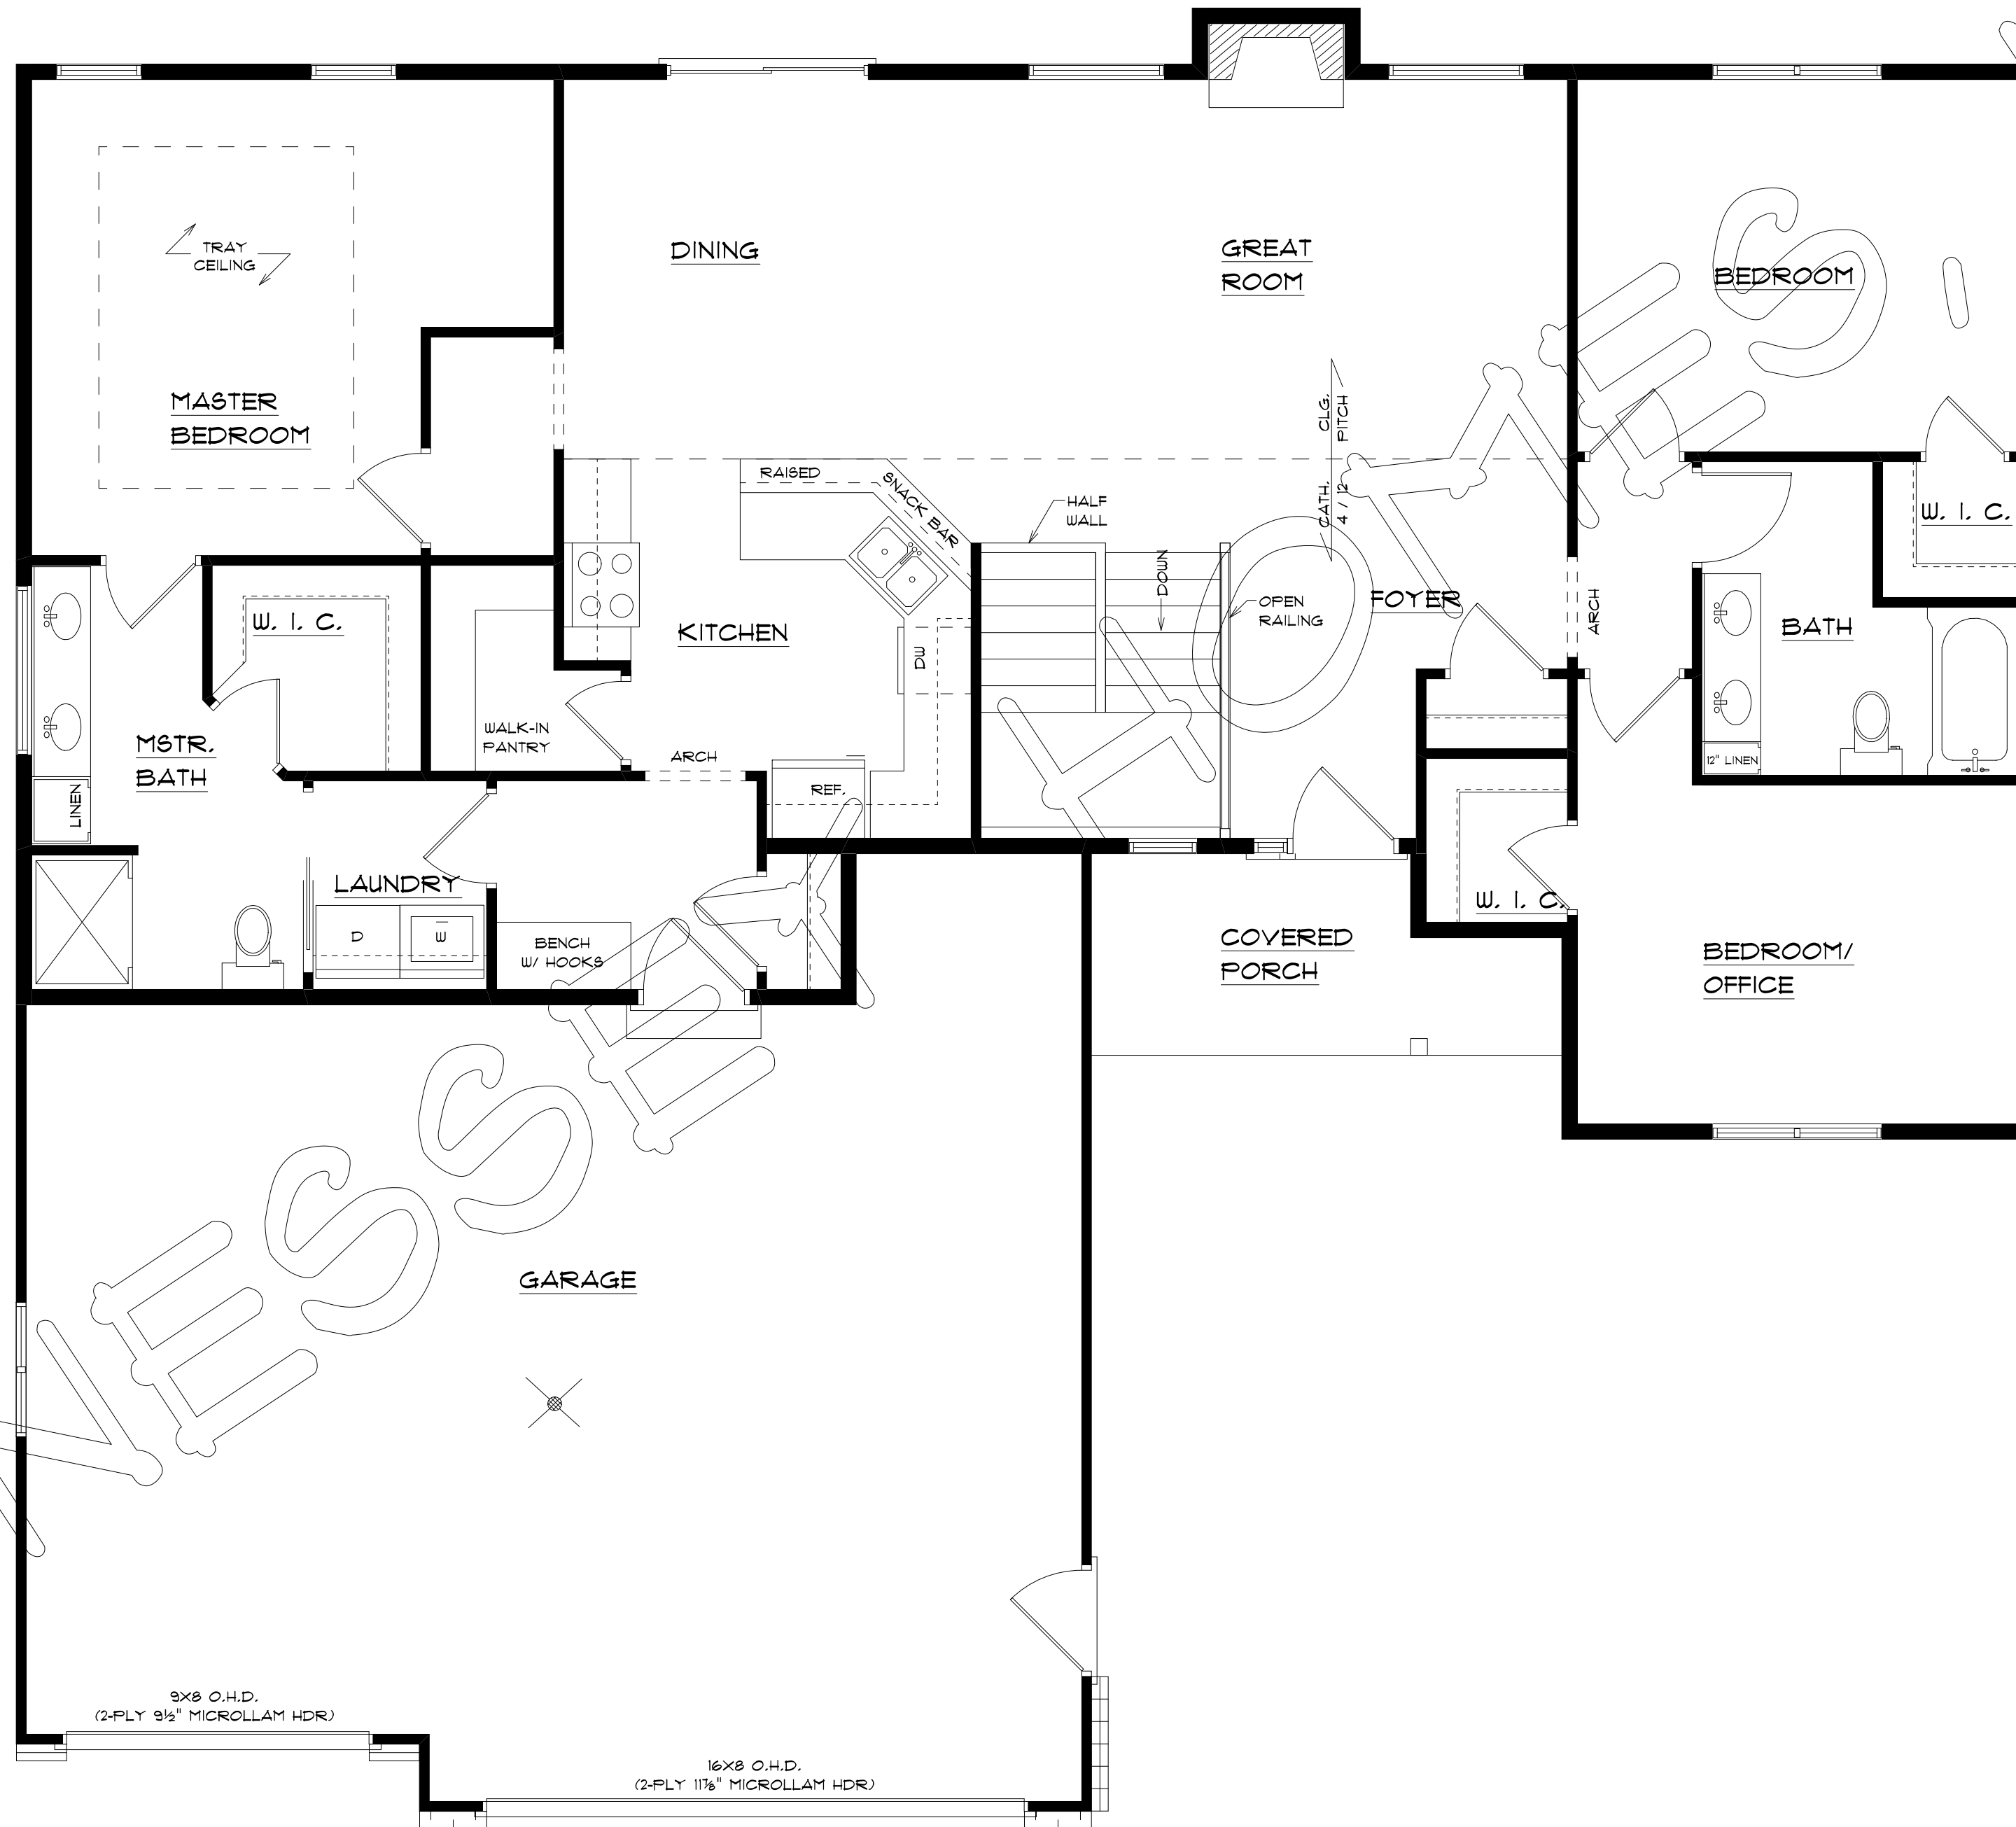 TRAY
CEILING
DINING
GREAT
ROOM
BEDROOM
MASTER
BEDROOM
RAISED
SNACK BAR
CATH. CLG.
4 / 12 PITCH
HALF
WALL
W. I. C.
DOWN
OPEN
RAILING
FOYER
ARCH
BATH
W. I. C.
KITCHEN
DW
WALK-IN
PANTRY
ARCH
MSTR.
BATH
LINEN
REF.
12" LINEN
LAUNDRY
D
W
BENCH
W/ HOOKS
W. I. C.
COVERED
PORCH
BEDROOM/
OFFICE
GARAGE
9X8 O.H.D.
(2-PLY 9½" MICROLLAM HDR)
16X8 O.H.D.
(2-PLY 11⅞" MICROLLAM HDR)